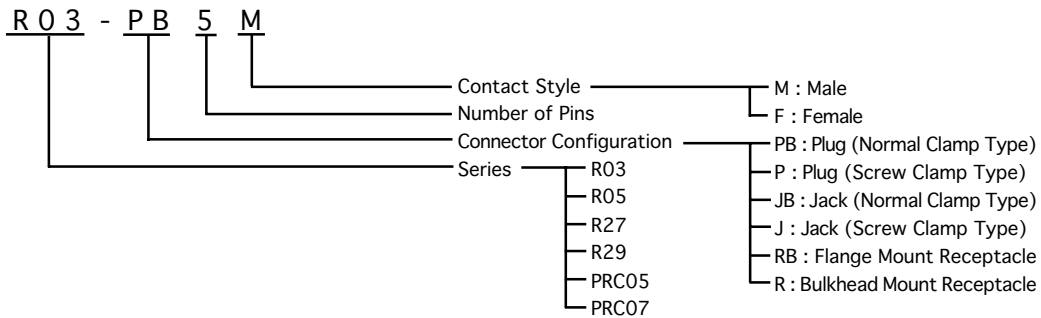 R03 - PB 5 M
Contact Style
M : Male
Number of Pins
F : Female
Connector Configuration
PB : Plug (Normal Clamp Type)
Series
R03
P : Plug (Screw Clamp Type)
R05
JB : Jack (Normal Clamp Type)
R27
J : Jack (Screw Clamp Type)
R29
RB : Flange Mount Receptacle
PRC05
R : Bulkhead Mount Receptacle
PRC07